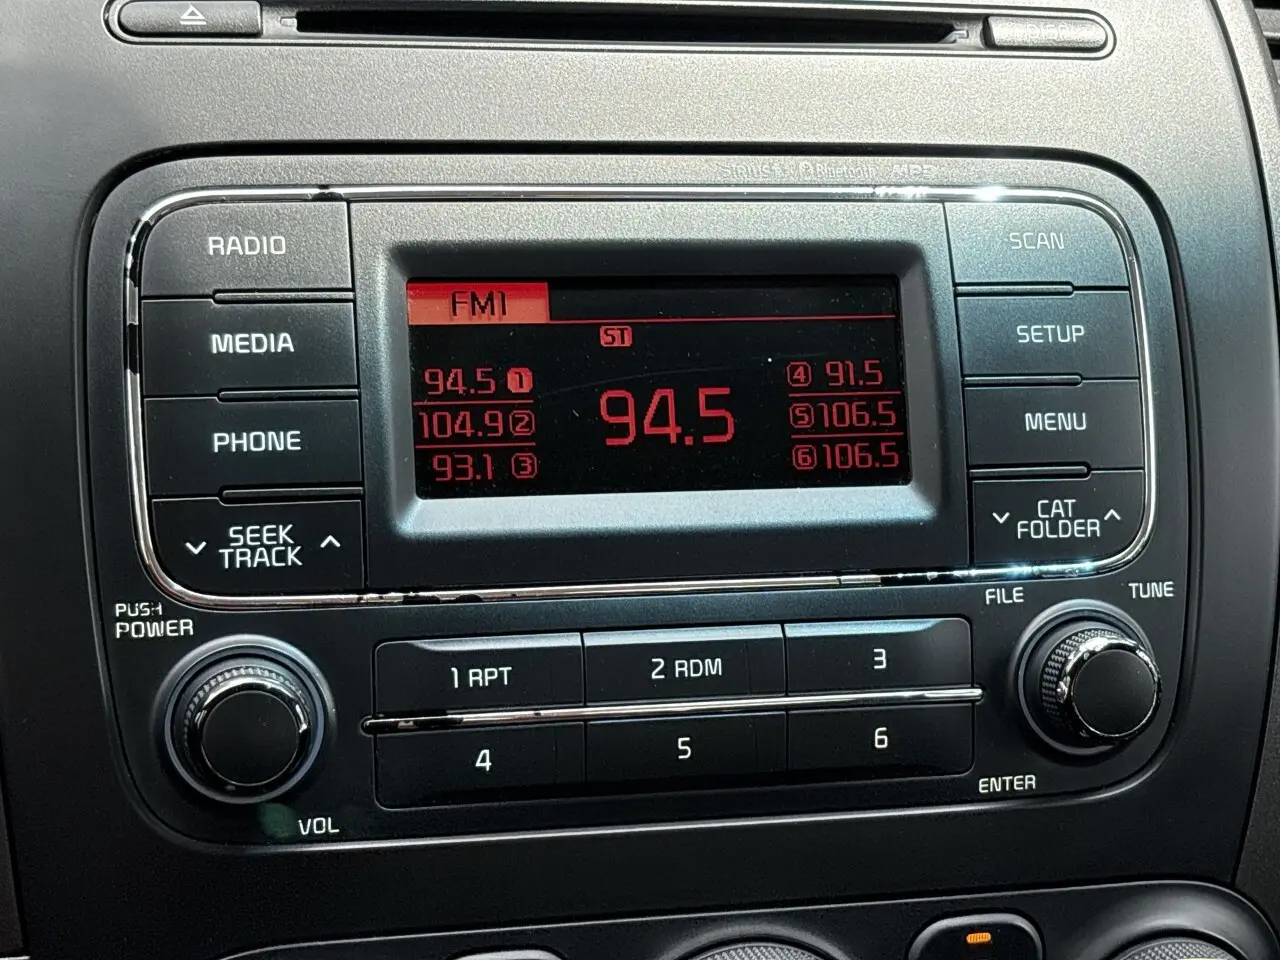 SIRIUS Bluetooth MP3
RADIO
MEDIA
PHONE
SEEK
TRACK
FM1
ST
94.5 1
104.9 2
93.1 3
94.5
4 91.5
5 106.5
6 106.5
SCAN
SETUP
MENU
CAT
FOLDER
PUSH
POWER
VOL
1 RPT
2 RDM
3
4
5
6
FILE
TUNE
ENTER